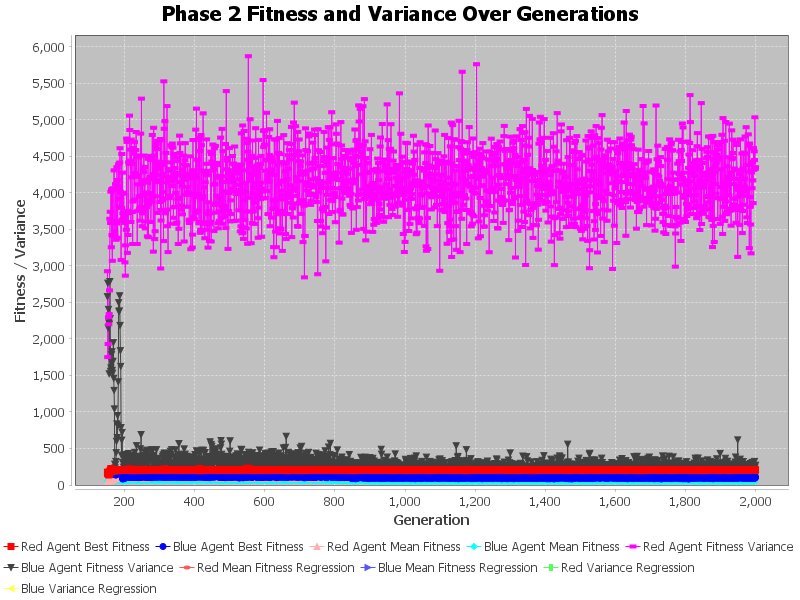 Phase 2 Fitness and Variance Over Generations
6,000
5,500
5,000
4,500
4,000
3,500
3,000
2,500
2,000
1,500
1,000
500
0
Fitness / Variance
200 400 600 800 1,000 1,200 1,400 1,600 1,800 2,000
Generation
Red Agent Best Fitness Blue Agent Best Fitness Red Agent Mean Fitness Blue Agent Mean Fitness Red Agent Fitness Variance
Blue Agent Fitness Variance Red Mean Fitness Regression Blue Mean Fitness Regression Red Variance Regression
Blue Variance Regression